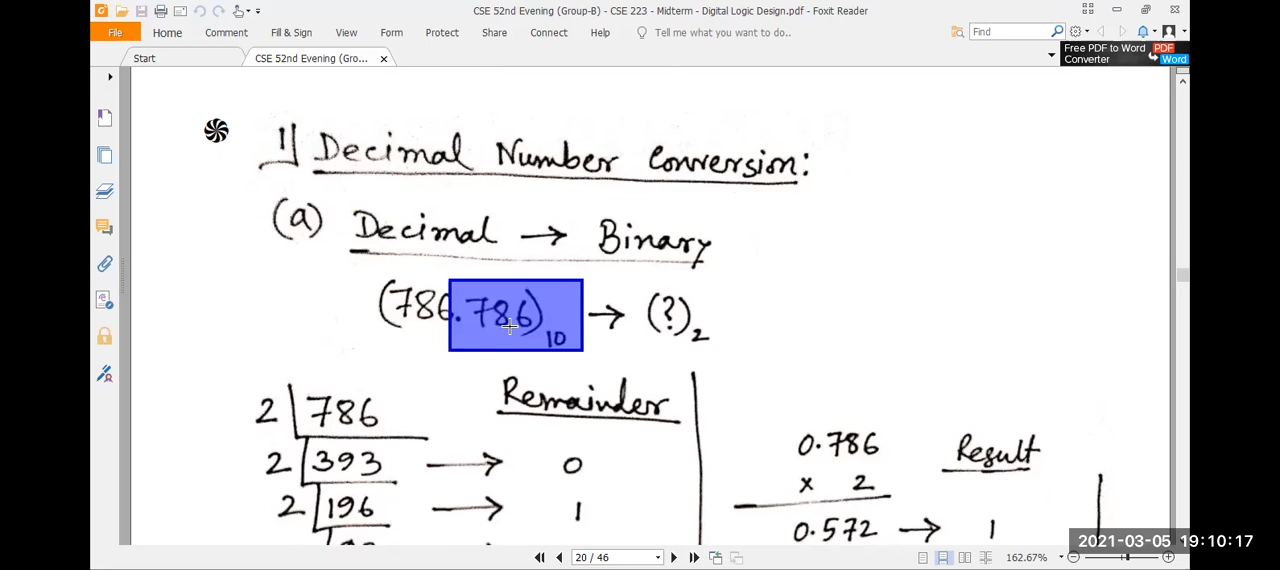 CSE 52nd Evening (Group-B) - CSE 223 - Midterm - Digital Logic Design.pdf - Foxit Reader
File Home Comment Fill & Sign View Form Protect Share Connect Help Tell me what you want to do.. Find
Start CSE 52nd Evening (Gro... Free PDF to Word Converter PDF Word
1) Decimal Number Conversion:
(a) Decimal → Binary
(786.786)10 → (?)2
Remainder
2 786
2 393 → 0
2 196 → 1
0.786 Result
x 2
0.572 → 1
2021-03-05 19:10:17
20 / 46 162.67%